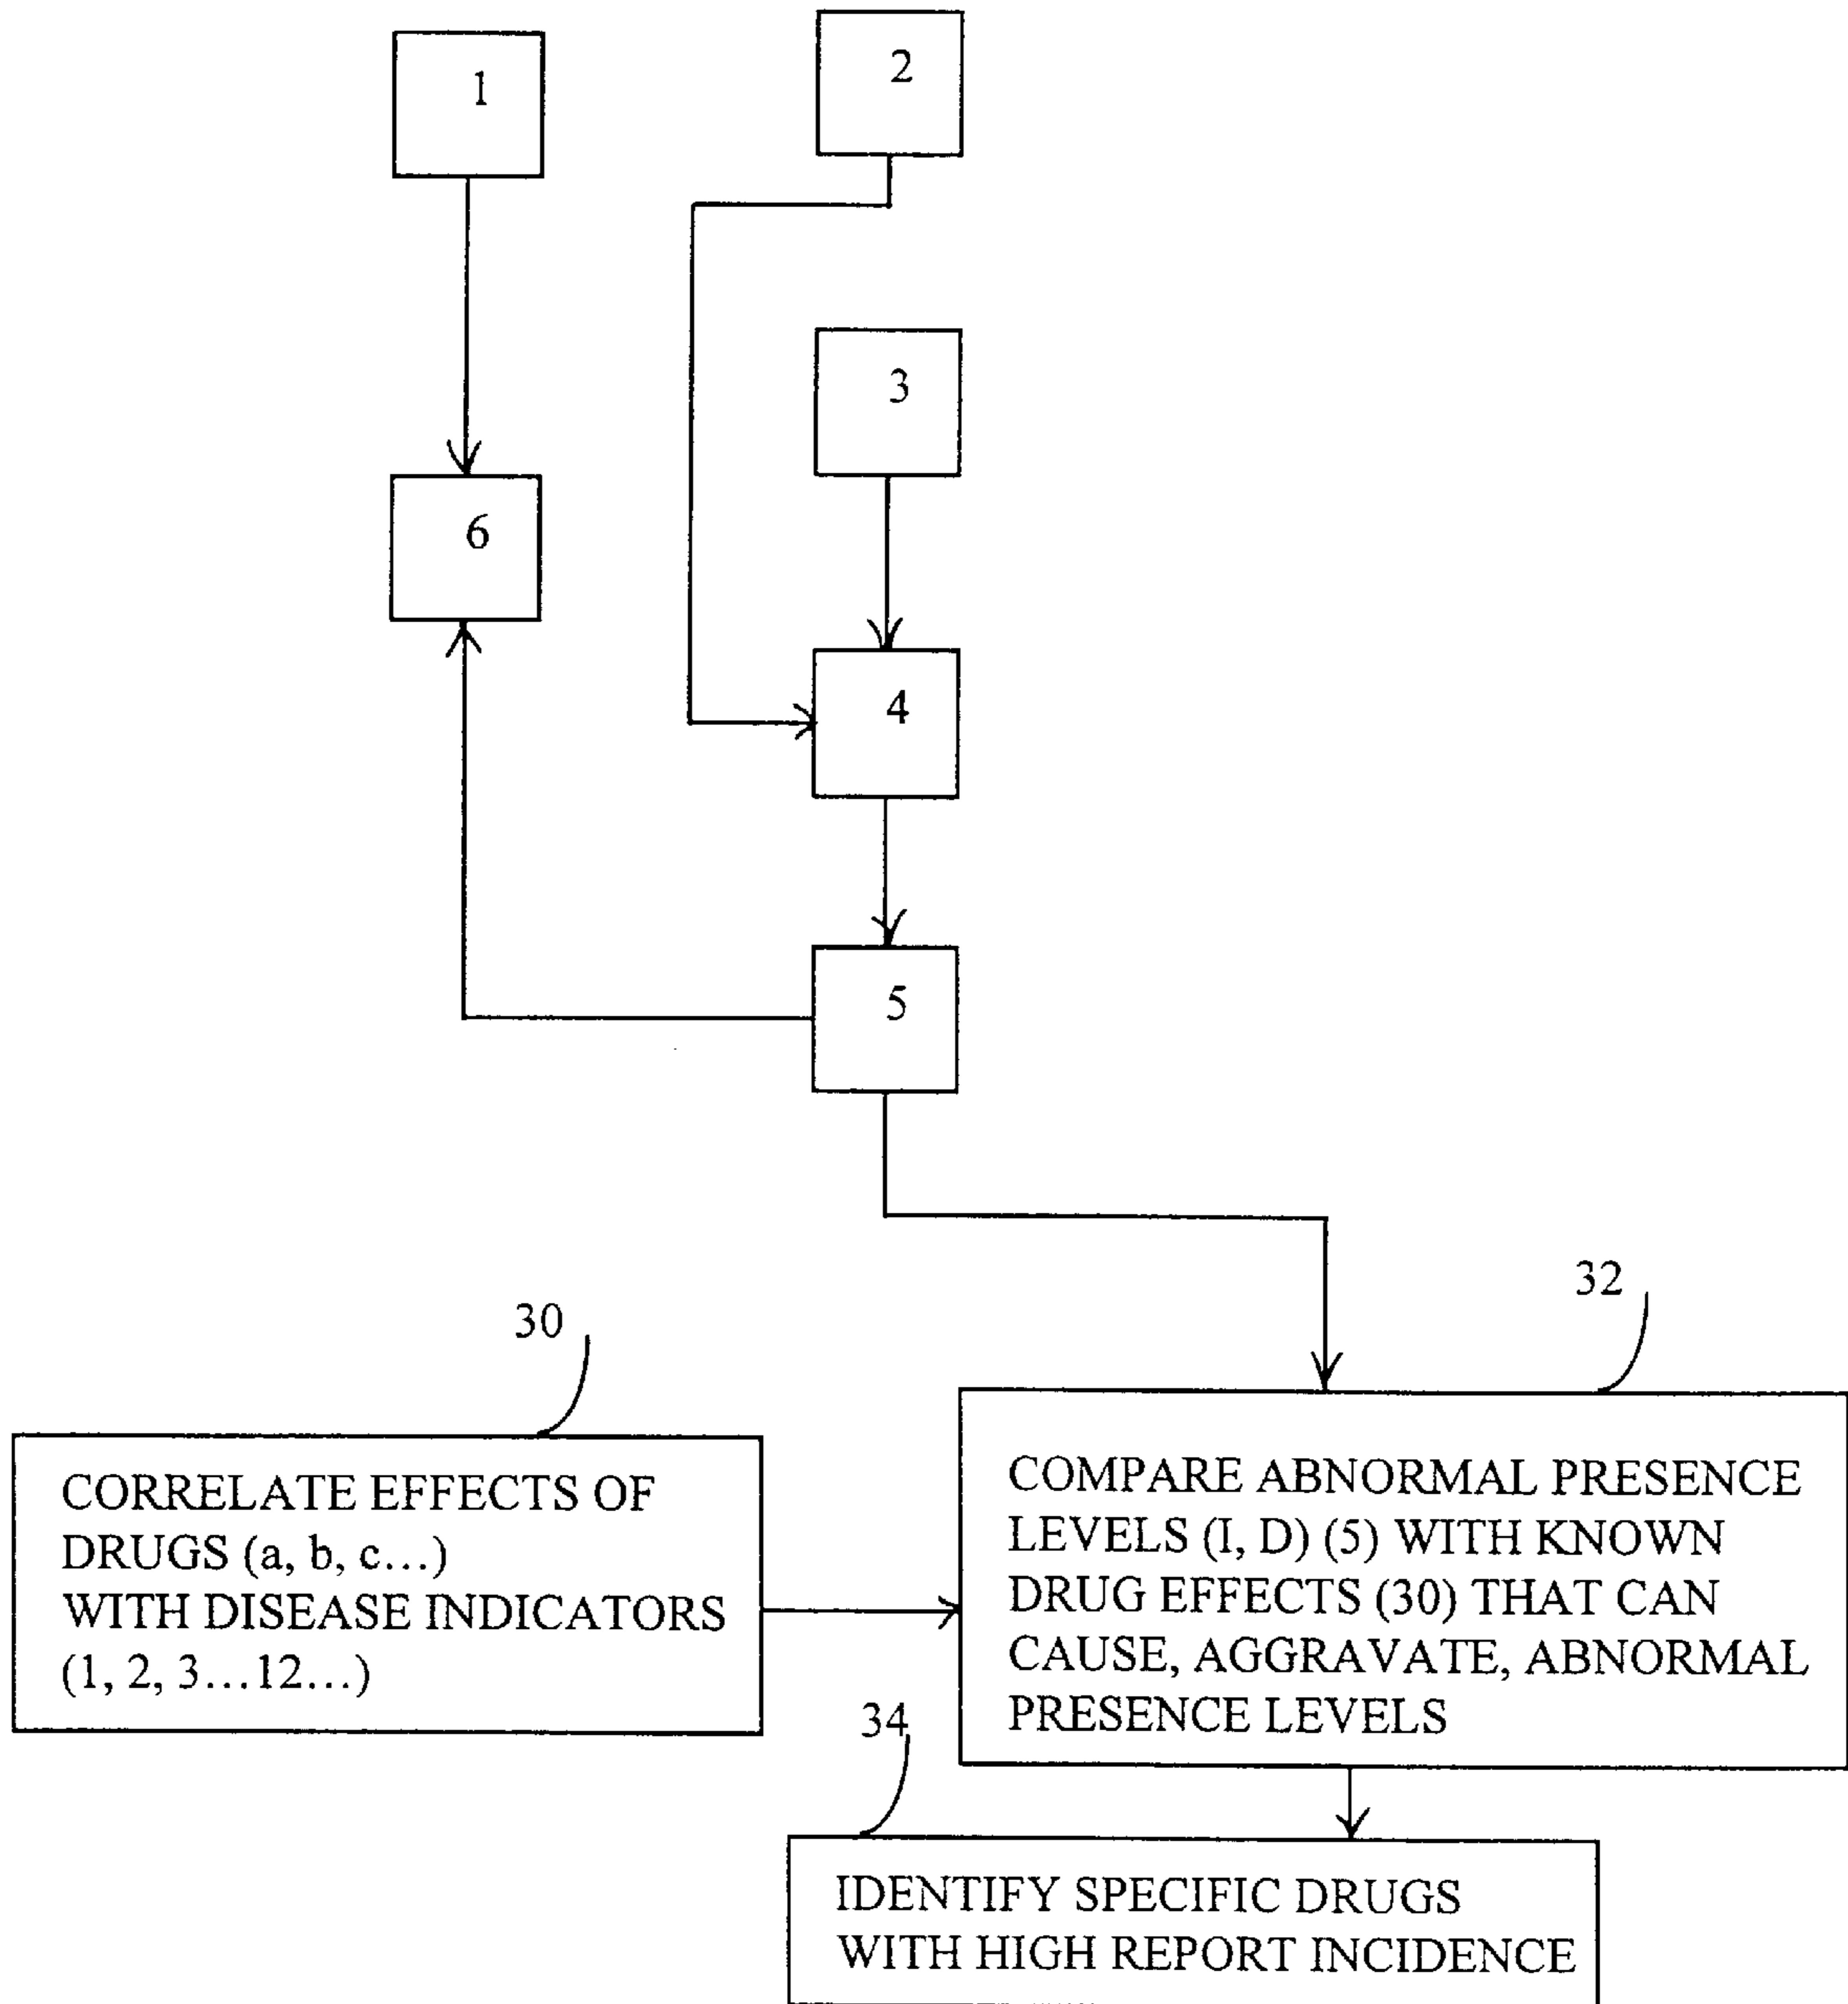 1
2
3
6
4
5
32
30
CORRELATE EFFECTS OF
DRUGS (a, b, c...)
WITH DISEASE INDICATORS
(1, 2, 3...12...)
COMPARE ABNORMAL PRESENCE
LEVELS (I, D) (5) WITH KNOWN
DRUG EFFECTS (30) THAT CAN
CAUSE, AGGRAVATE, ABNORMAL
PRESENCE LEVELS
34
IDENTIFY SPECIFIC DRUGS
WITH HIGH REPORT INCIDENCE